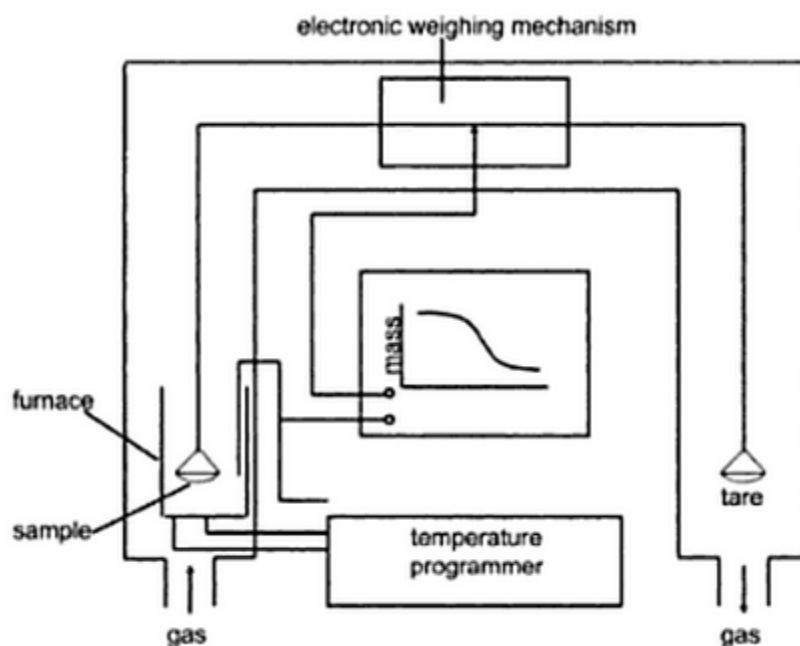 electronic weighing mechanism
mass
furnace
sample
tare
temperature
programmer
gas
gas